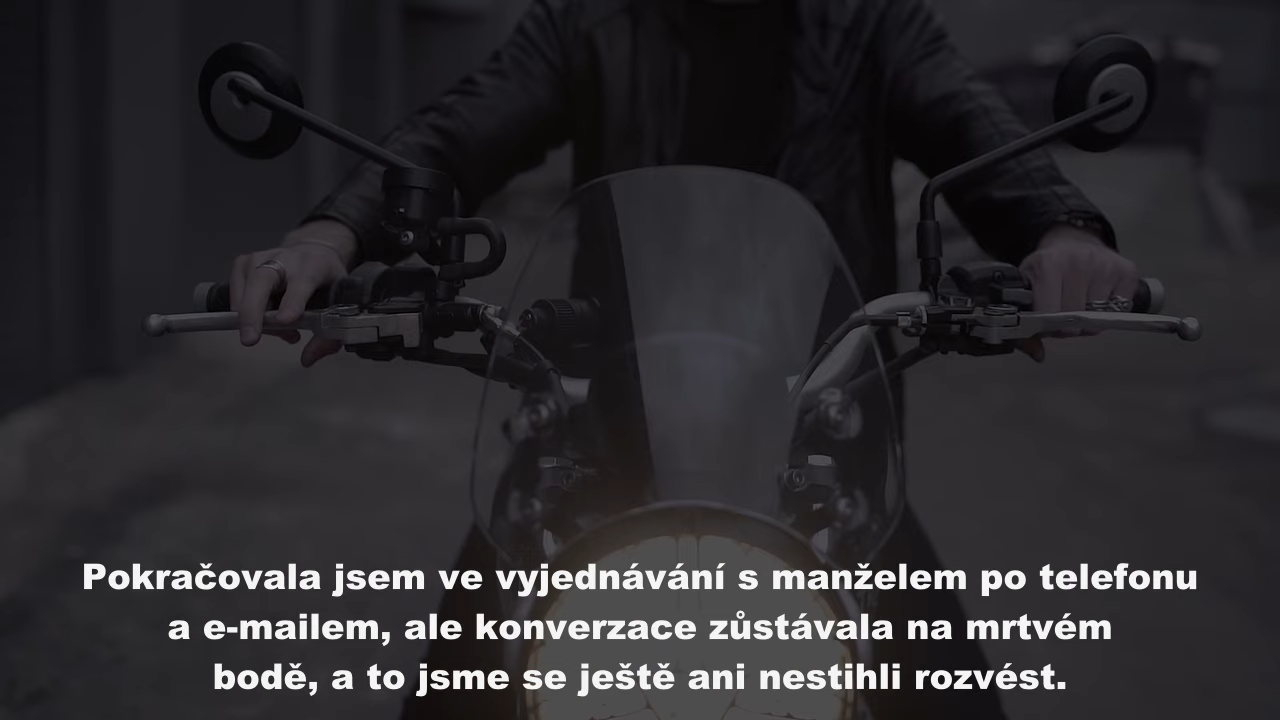 Pokračovala jsem ve vyjednávání s manželem po telefonu
a e-mailem, ale konverzace zůstávala na mrtvém
bodě, a to jsme se ještě ani nestihli rozvést.